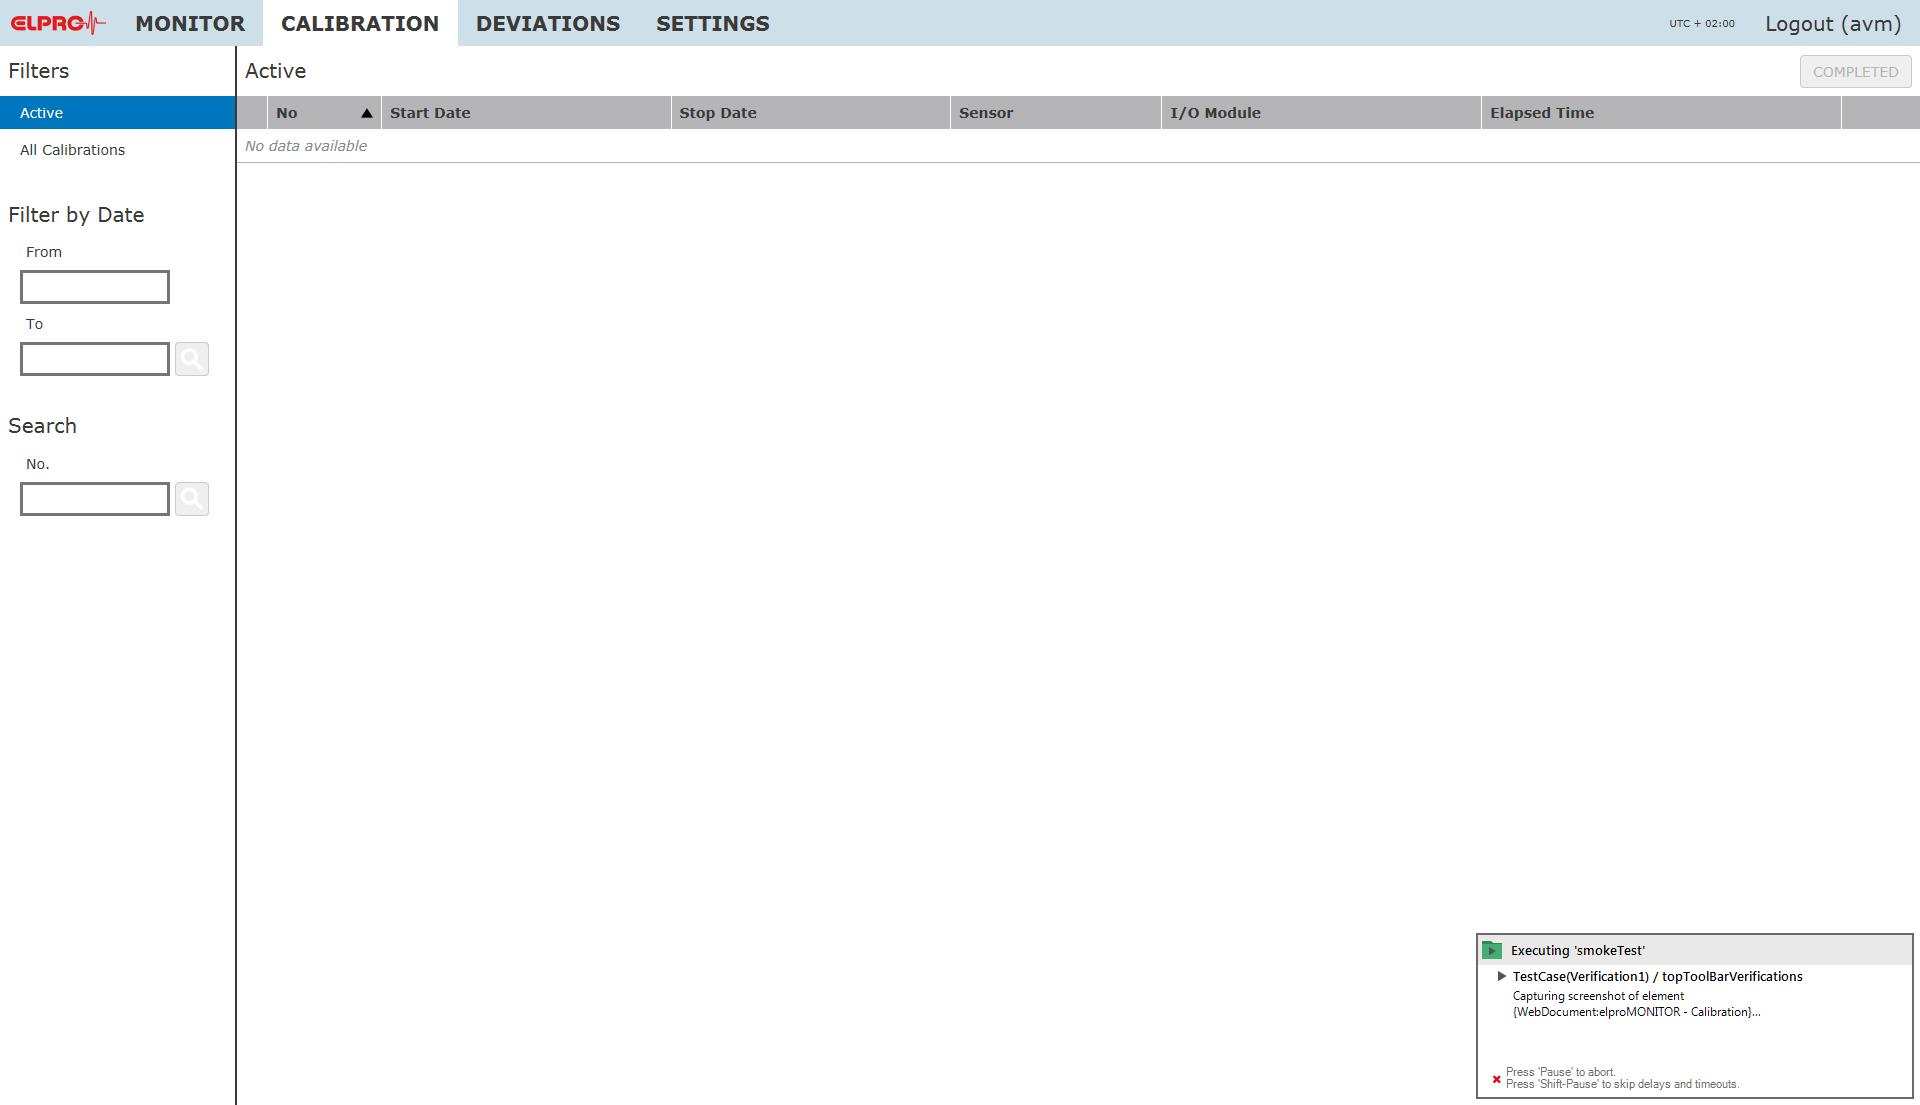 ELPRO MONITOR CALIBRATION DEVIATIONS SETTINGS UTC + 02:00 Logout (avm)
Filters
Active
All Calibrations
Filter by Date
From
To
Search
No.
Active COMPLETED
No Start Date Stop Date Sensor I/O Module Elapsed Time
No data available
Executing 'smokeTest'
TestCase(Verification1) / topToolBarVerifications
Capturing screenshot of element
{WebDocument:elproMONITOR - Calibration}...
Press 'Pause' to abort.
Press 'Shift-Pause' to skip delays and timeouts.